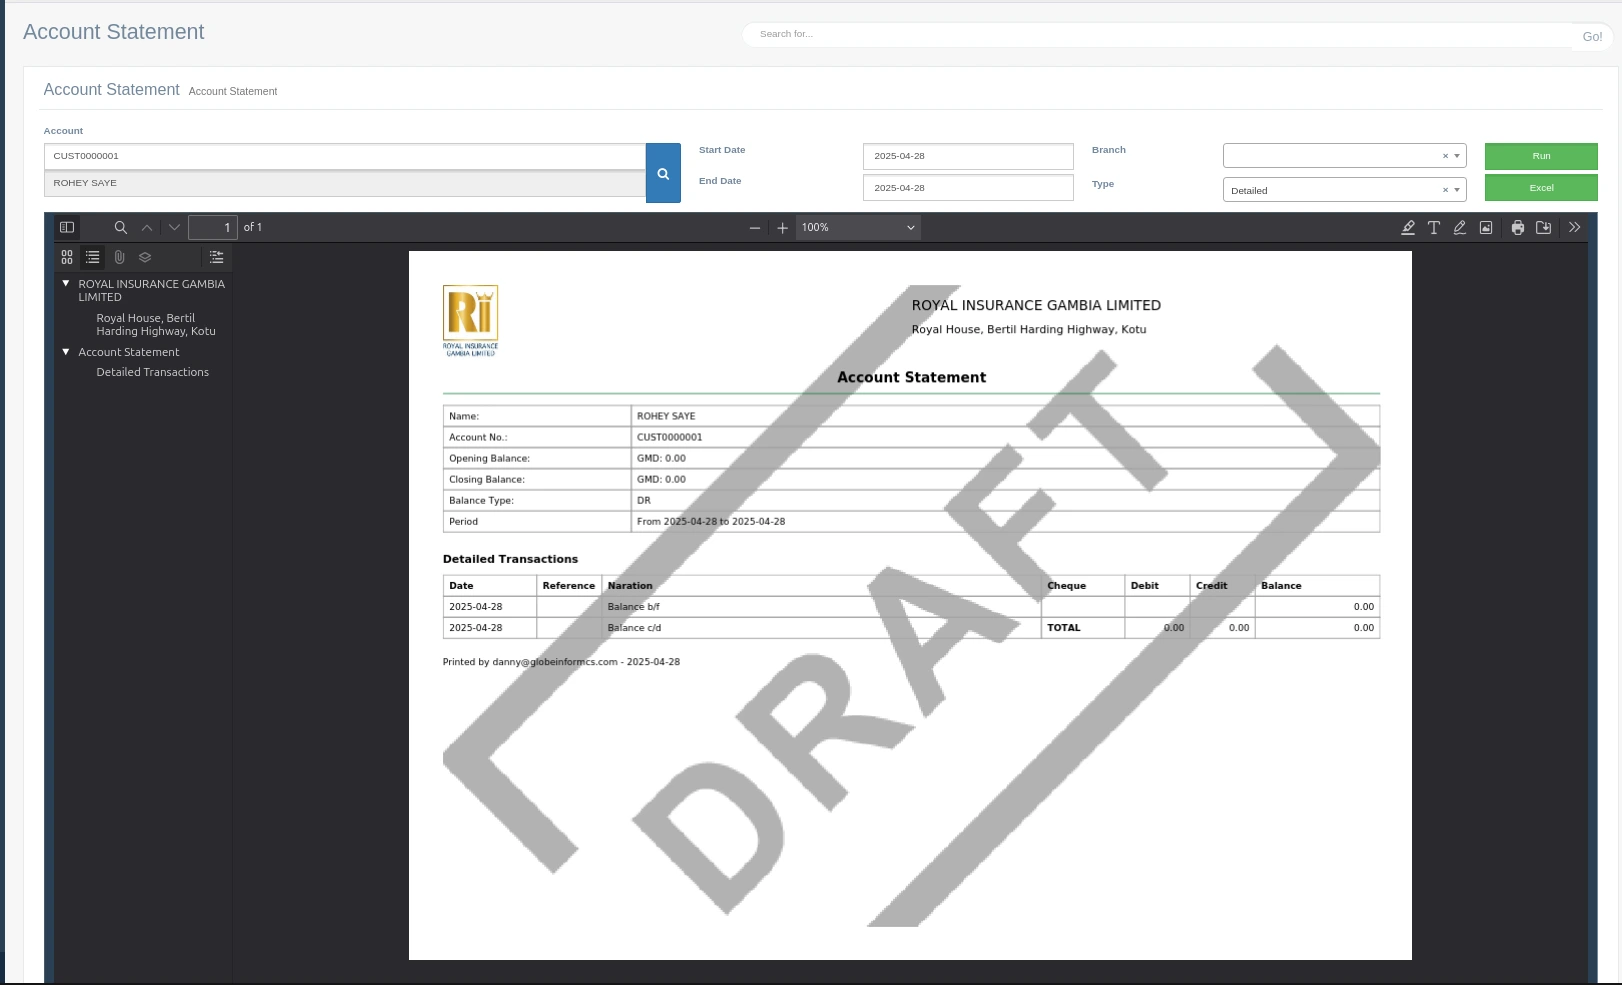 Account Statement
Search for...
Go!
Account Statement Account Statement
Account
CUST0000001
ROHEY SAYE
Start Date
2025-04-28
End Date
2025-04-28
Branch
×
Type
Detailed ×
Run
Excel
1 of 1
100%
ROYAL INSURANCE GAMBIA
LIMITED
Royal House, Bertil
Harding Highway, Kotu
Account Statement
Detailed Transactions
Ri
ROYAL INSURANCE
GAMBIA LIMITED
ROYAL INSURANCE GAMBIA LIMITED
Royal House, Bertil Harding Highway, Kotu
Account Statement
Name: ROHEY SAYE
Account No.: CUST0000001
Opening Balance: GMD: 0.00
Closing Balance: GMD: 0.00
Balance Type: DR
Period From 2025-04-28 to 2025-04-28
Detailed Transactions
Date Reference Naration Cheque Debit Credit Balance
2025-04-28 Balance b/f 0.00
2025-04-28 Balance c/d TOTAL 0.00 0.00 0.00
Printed by danny@globeinformcs.com - 2025-04-28
DRAFT